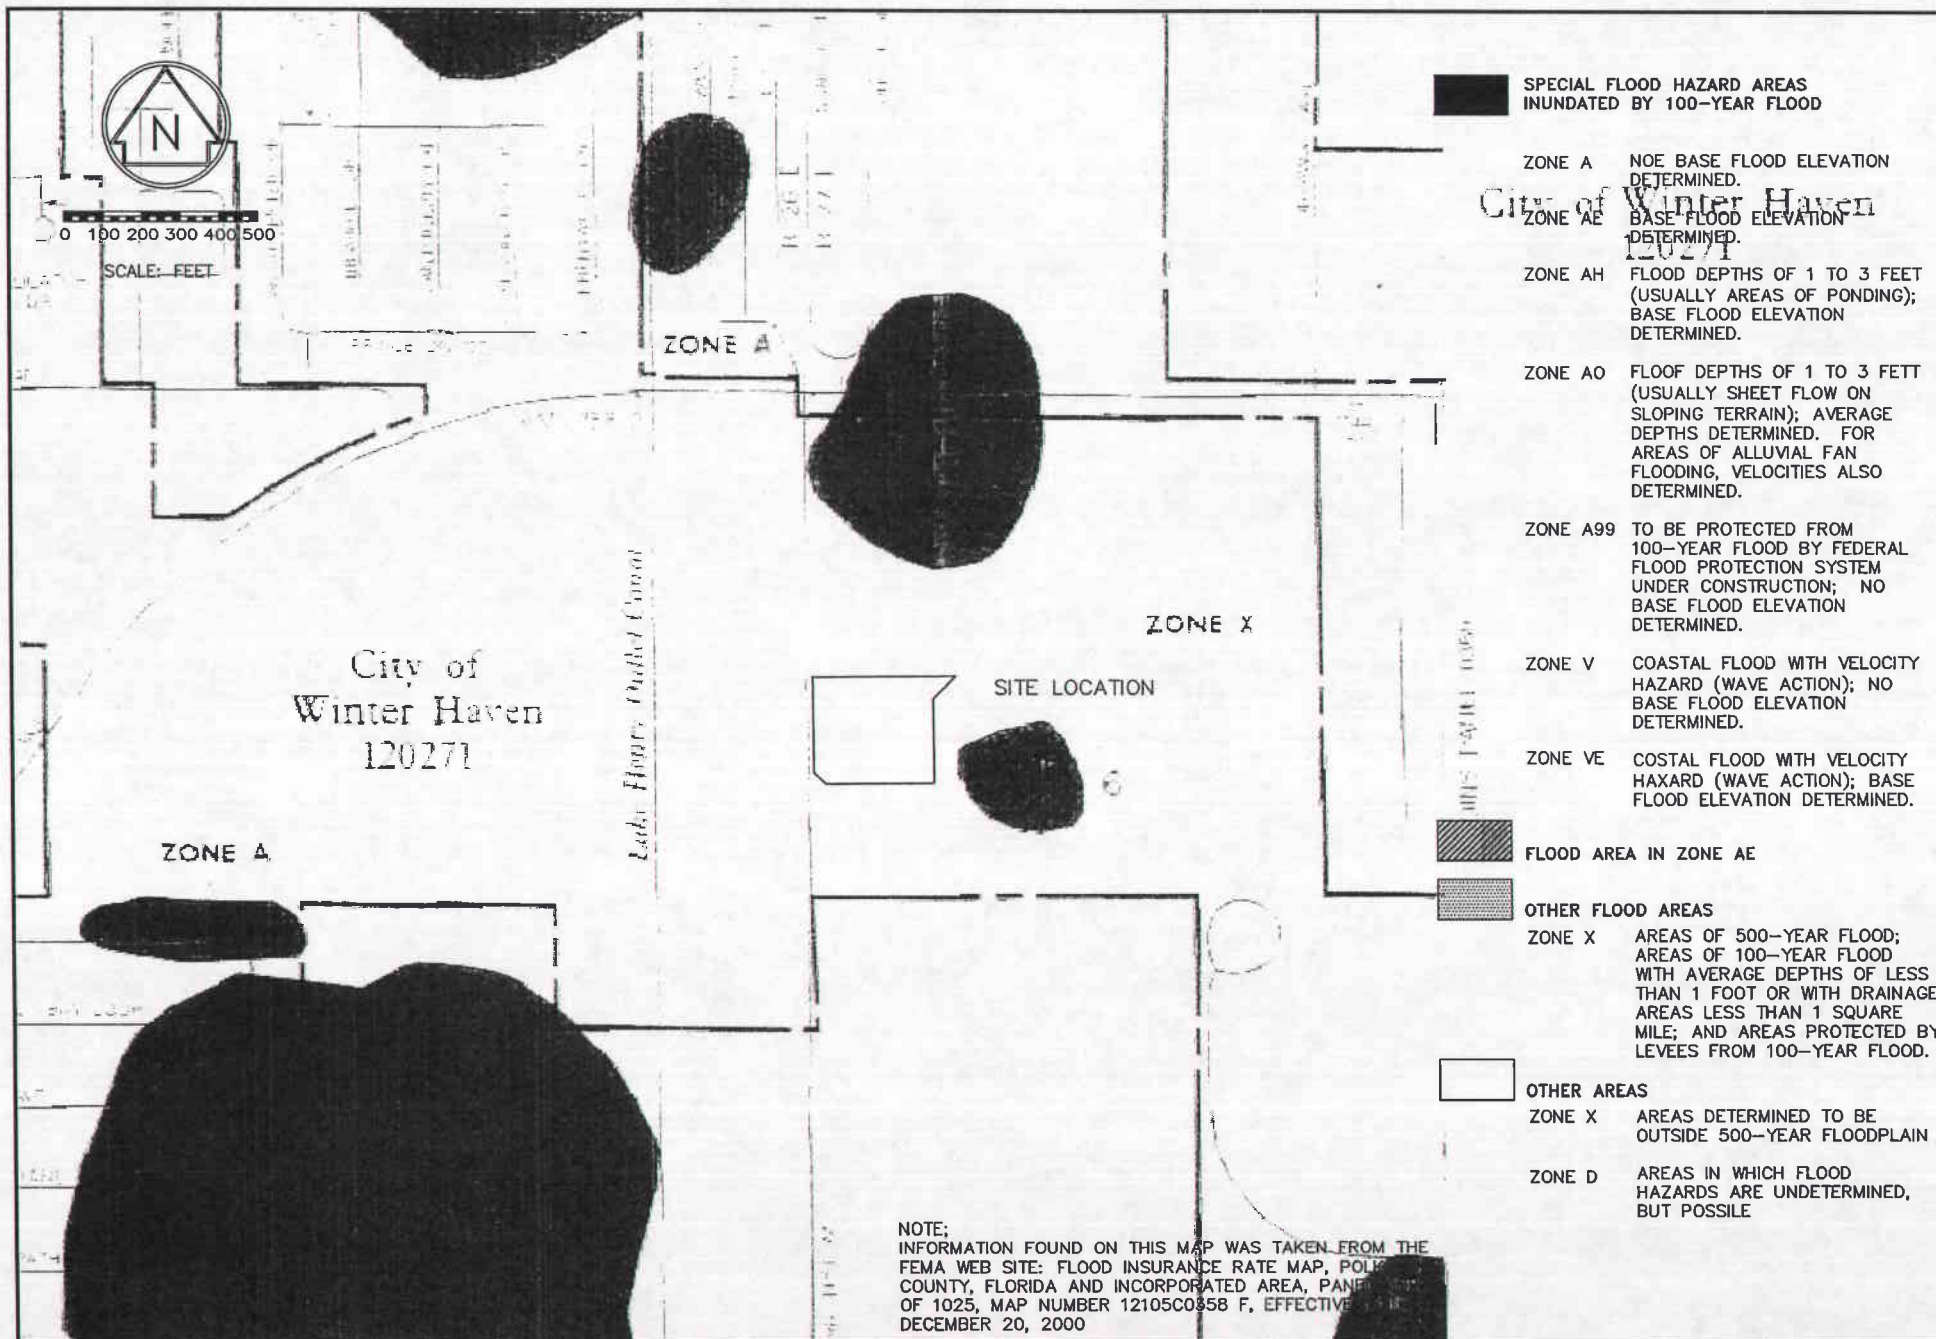 N
0 100 200 300 400 500
SCALE: FEET
ZONE A
City of
Winter Haven
120271
ZONE A
ZONE X
SITE LOCATION
6
SPECIAL FLOOD HAZARD AREAS
INUNDATED BY 100-YEAR FLOOD
ZONE A NOE BASE FLOOD ELEVATION
DETERMINED.
City of Winter Haven
120271
ZONE AE BASE FLOOD ELEVATION
DETERMINED.
ZONE AH FLOOD DEPTHS OF 1 TO 3 FEET
(USUALLY AREAS OF PONDING);
BASE FLOOD ELEVATION
DETERMINED.
ZONE AO FLOOF DEPTHS OF 1 TO 3 FETT
(USUALLY SHEET FLOW ON
SLOPING TERRAIN); AVERAGE
DEPTHS DETERMINED. FOR
AREAS OF ALLUVIAL FAN
FLOODING, VELOCITIES ALSO
DETERMINED.
ZONE A99 TO BE PROTECTED FROM
100-YEAR FLOOD BY FEDERAL
FLOOD PROTECTION SYSTEM
UNDER CONSTRUCTION; NO
BASE FLOOD ELEVATION
DETERMINED.
ZONE V COASTAL FLOOD WITH VELOCITY
HAZARD (WAVE ACTION); NO
BASE FLOOD ELEVATION
DETERMINED.
ZONE VE COSTAL FLOOD WITH VELOCITY
HAXARD (WAVE ACTION); BASE
FLOOD ELEVATION DETERMINED.
FLOOD AREA IN ZONE AE
OTHER FLOOD AREAS
ZONE X AREAS OF 500-YEAR FLOOD;
AREAS OF 100-YEAR FLOOD
WITH AVERAGE DEPTHS OF LESS
THAN 1 FOOT OR WITH DRAINAGE
AREAS LESS THAN 1 SQUARE
MILE; AND AREAS PROTECTED BY
LEVEES FROM 100-YEAR FLOOD.
OTHER AREAS
ZONE X AREAS DETERMINED TO BE
OUTSIDE 500-YEAR FLOODPLAIN
ZONE D AREAS IN WHICH FLOOD
HAZARDS ARE UNDETERMINED,
BUT POSSILE
NOTE;
INFORMATION FOUND ON THIS MAP WAS TAKEN FROM THE
FEMA WEB SITE: FLOOD INSURANCE RATE MAP, POLK
COUNTY, FLORIDA AND INCORPORATED AREA,
OF 1025, MAP NUMBER 12105C0358 F, EFFECTIVE
DECEMBER 20, 2000